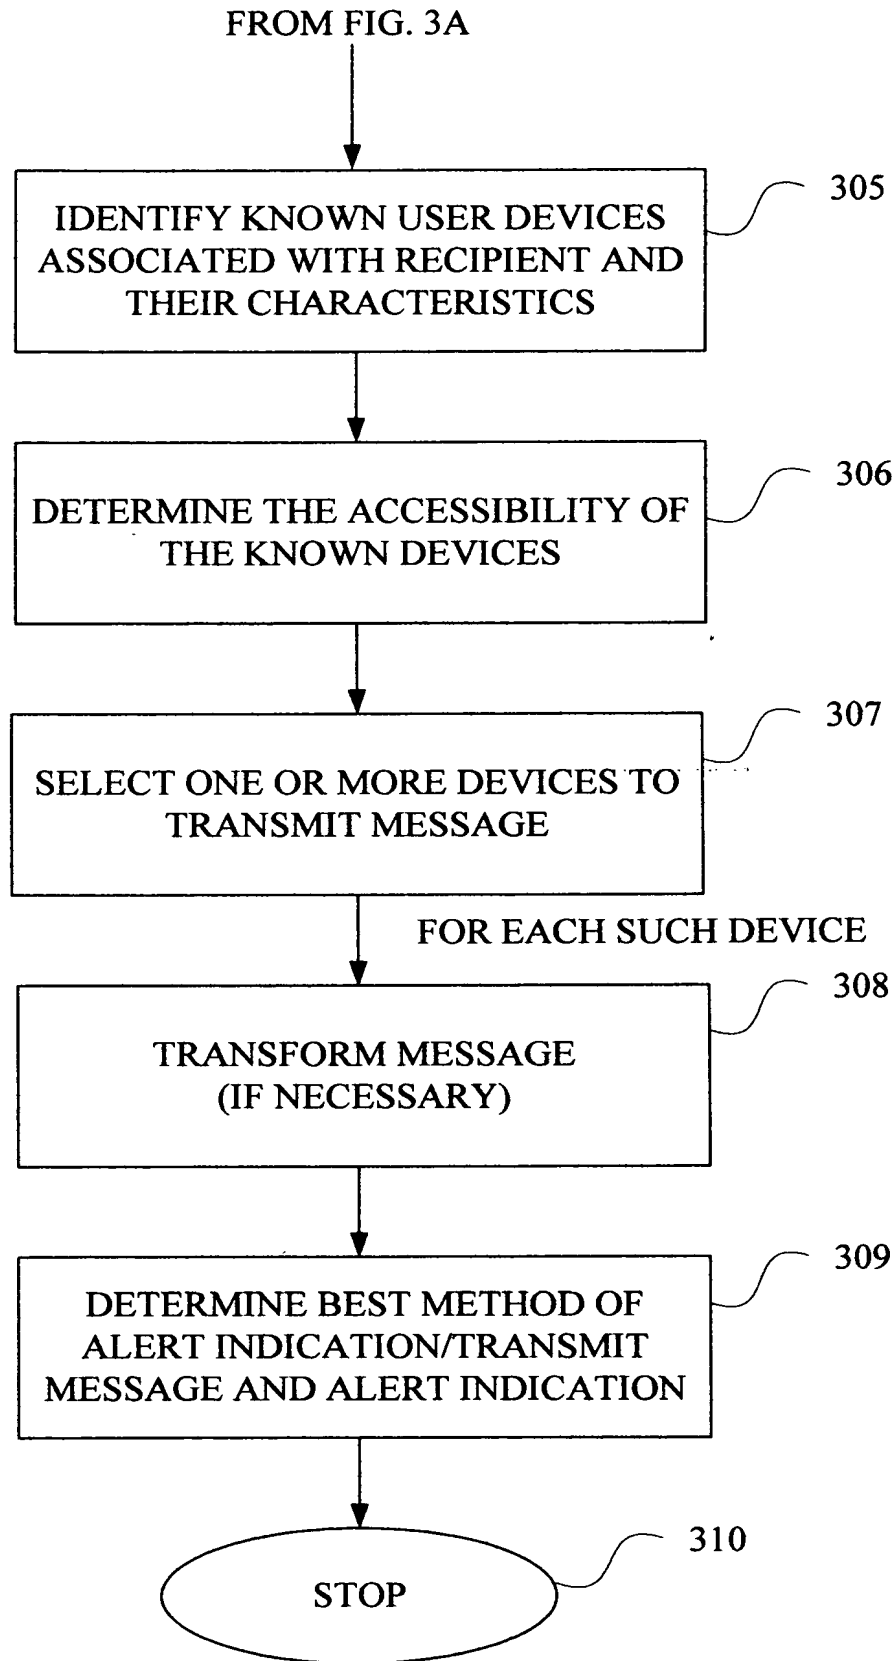 FROM FIG. 3A
305
IDENTIFY KNOWN USER DEVICES
ASSOCIATED WITH RECIPIENT AND
THEIR CHARACTERISTICS
306
DETERMINE THE ACCESSIBILITY OF
THE KNOWN DEVICES
307
SELECT ONE OR MORE DEVICES TO
TRANSMIT MESSAGE
FOR EACH SUCH DEVICE
308
TRANSFORM MESSAGE
(IF NECESSARY)
309
DETERMINE BEST METHOD OF
ALERT INDICATION/TRANSMIT
MESSAGE AND ALERT INDICATION
310
STOP